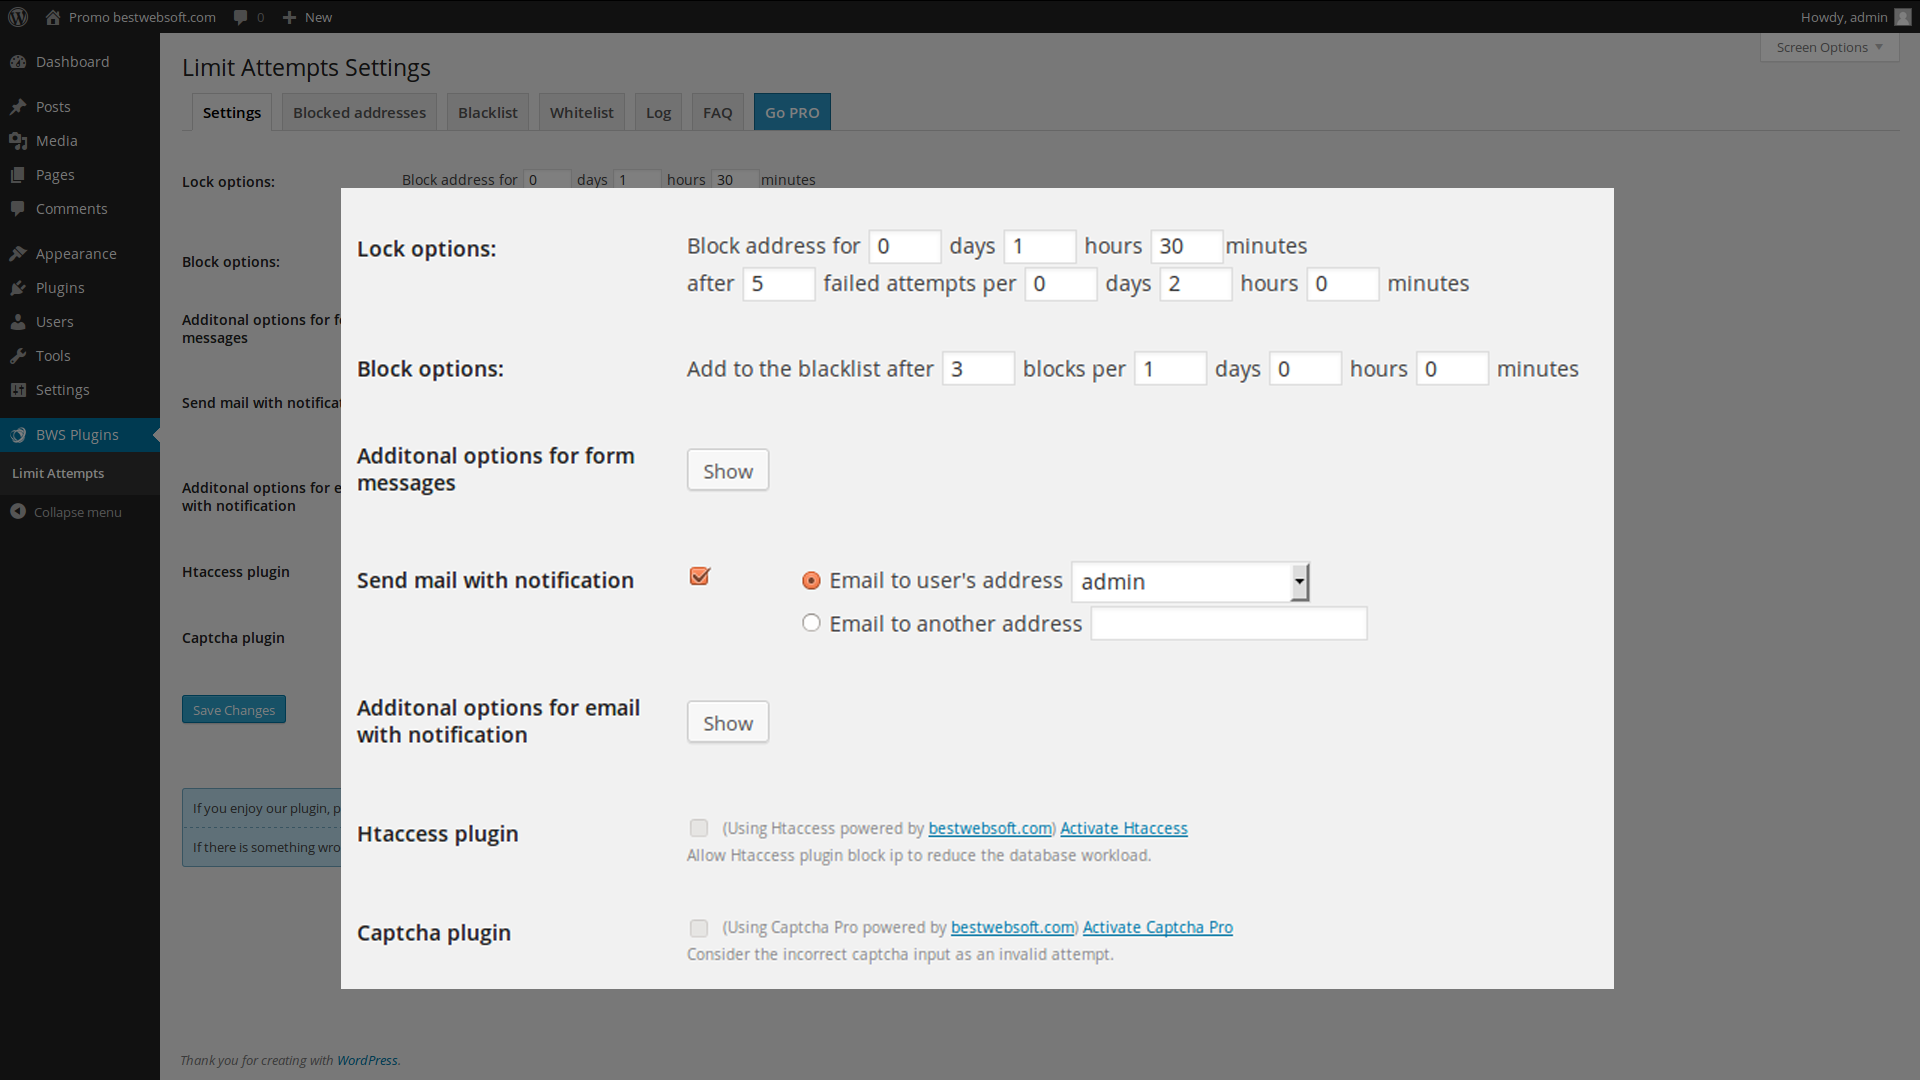 Promo bestwebsoft.com 0 New Howdy, admin
Screen Options
Dashboard
Posts
Media
Pages
Comments
Appearance
Plugins
Users
Tools
Settings
BWS Plugins
Limit Attempts
Collapse menu
Limit Attempts Settings
Settings Blocked addresses Blacklist Whitelist Log FAQ Go PRO
Lock options: Block address for 0 days 1 hours 30 minutes
Block options:
Additonal options for f
messages
Send mail with notifica
Additonal options for e
with notification
Htaccess plugin
Captcha plugin
Save Changes
If you enjoy our plugin, p
If there is something wro
Thank you for creating with WordPress.
Lock options: Block address for 0 days 1 hours 30 minutes
after 5 failed attempts per 0 days 2 hours 0 minutes
Block options: Add to the blacklist after 3 blocks per 1 days 0 hours 0 minutes
Additonal options for form
messages
Show
Send mail with notification Email to user's address admin
Email to another address
Additonal options for email
with notification
Show
Htaccess plugin (Using Htaccess powered by bestwebsoft.com) Activate Htaccess
Allow Htaccess plugin block ip to reduce the database workload.
Captcha plugin (Using Captcha Pro powered by bestwebsoft.com) Activate Captcha Pro
Consider the incorrect captcha input as an invalid attempt.